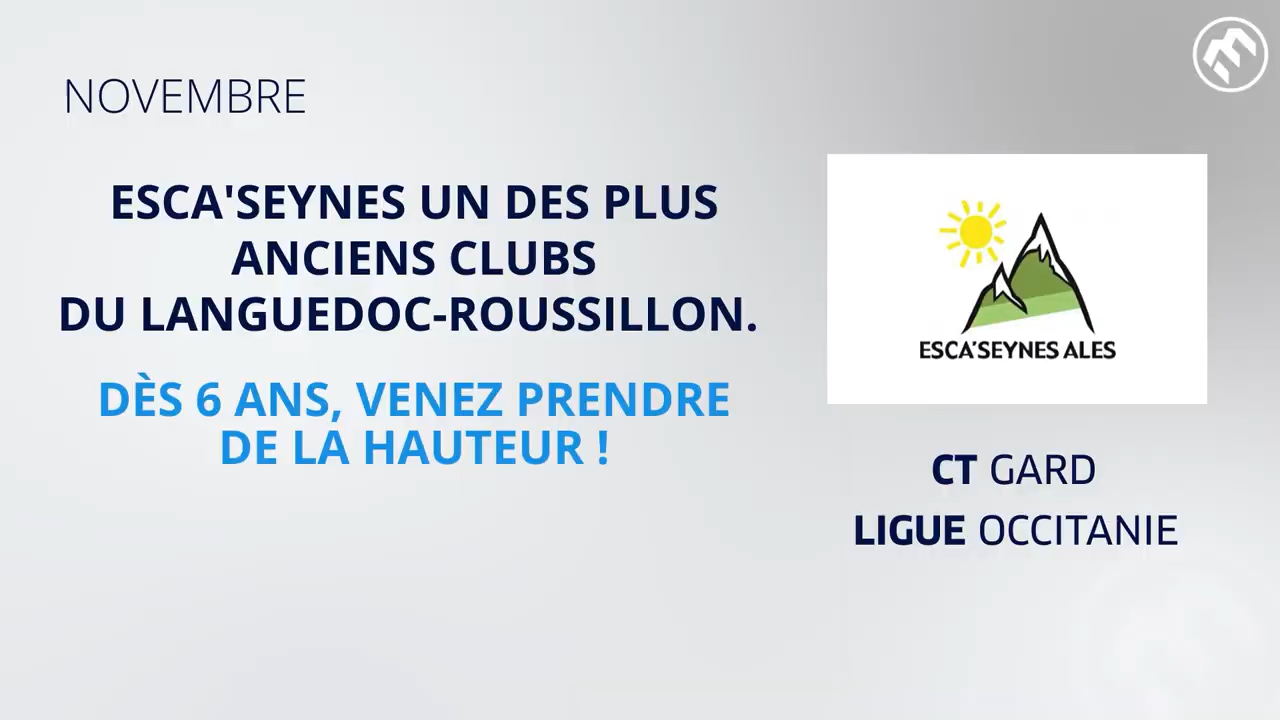 NOVEMBRE
ESCA'SEYNES UN DES PLUS
ANCIENS CLUBS
DU LANGUEDOC-ROUSSILLON.
DÈS 6 ANS, VENEZ PRENDRE
DE LA HAUTEUR !
ESCA'SEYNES ALES
CT GARD
LIGUE OCCITANIE